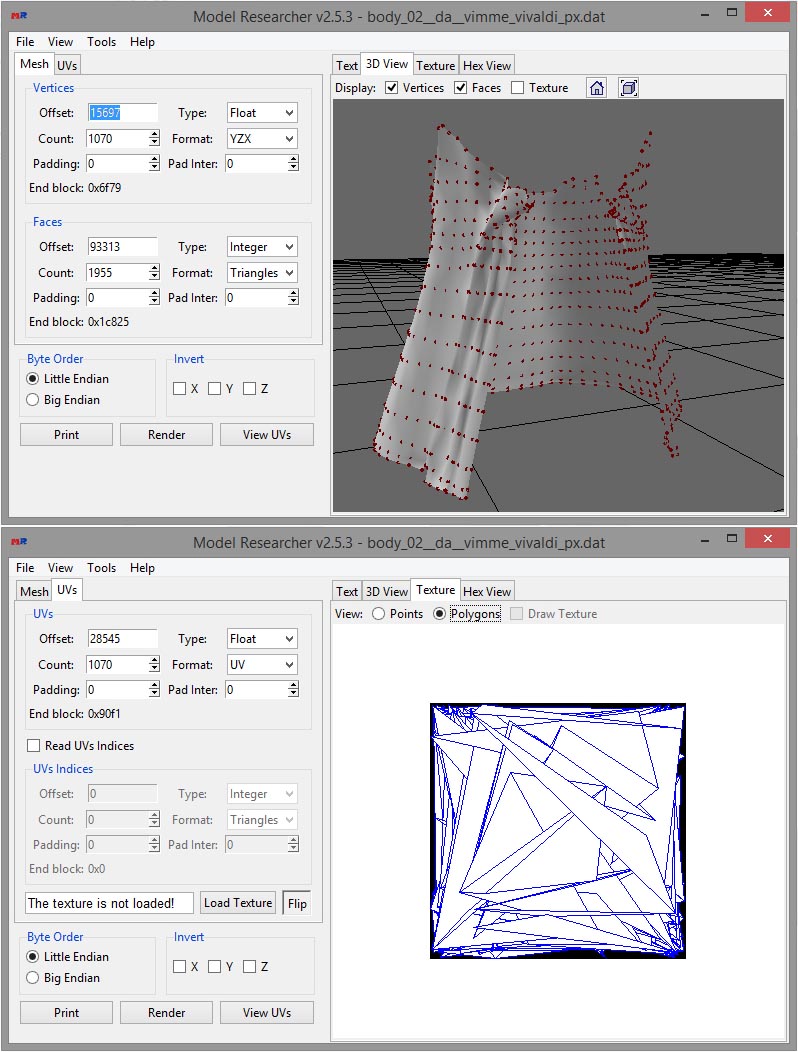 MR Model Researcher v2.5.3 - body_02__da__vimme_vivaldi_px.dat
File View Tools Help
Mesh UVs
Text 3D View Texture Hex View
Display: Vertices Faces Texture
Vertices
Offset: 15697 Type: Float
Count: 1070 Format: YZX
Padding: 0 Pad Inter: 0
End block: 0x6f79
Faces
Offset: 93313 Type: Integer
Count: 1955 Format: Triangles
Padding: 0 Pad Inter: 0
End block: 0x1c825
Byte Order Invert
Little Endian X Y Z
Big Endian
Print Render View UVs
MR Model Researcher v2.5.3 - body_02__da__vimme_vivaldi_px.dat
File View Tools Help
Mesh UVs
Text 3D View Texture Hex View
View: Points Polygons Draw Texture
UVs
Offset: 28545 Type: Float
Count: 1070 Format: UV
Padding: 0 Pad Inter: 0
End block: 0x90f1
Read UVs Indices
UVs Indices
Offset: 0 Type: Integer
Count: 0 Format: Triangles
Padding: 0 Pad Inter: 0
End block: 0x0
The texture is not loaded! Load Texture Flip
Byte Order Invert
Little Endian X Y Z
Big Endian
Print Render View UVs